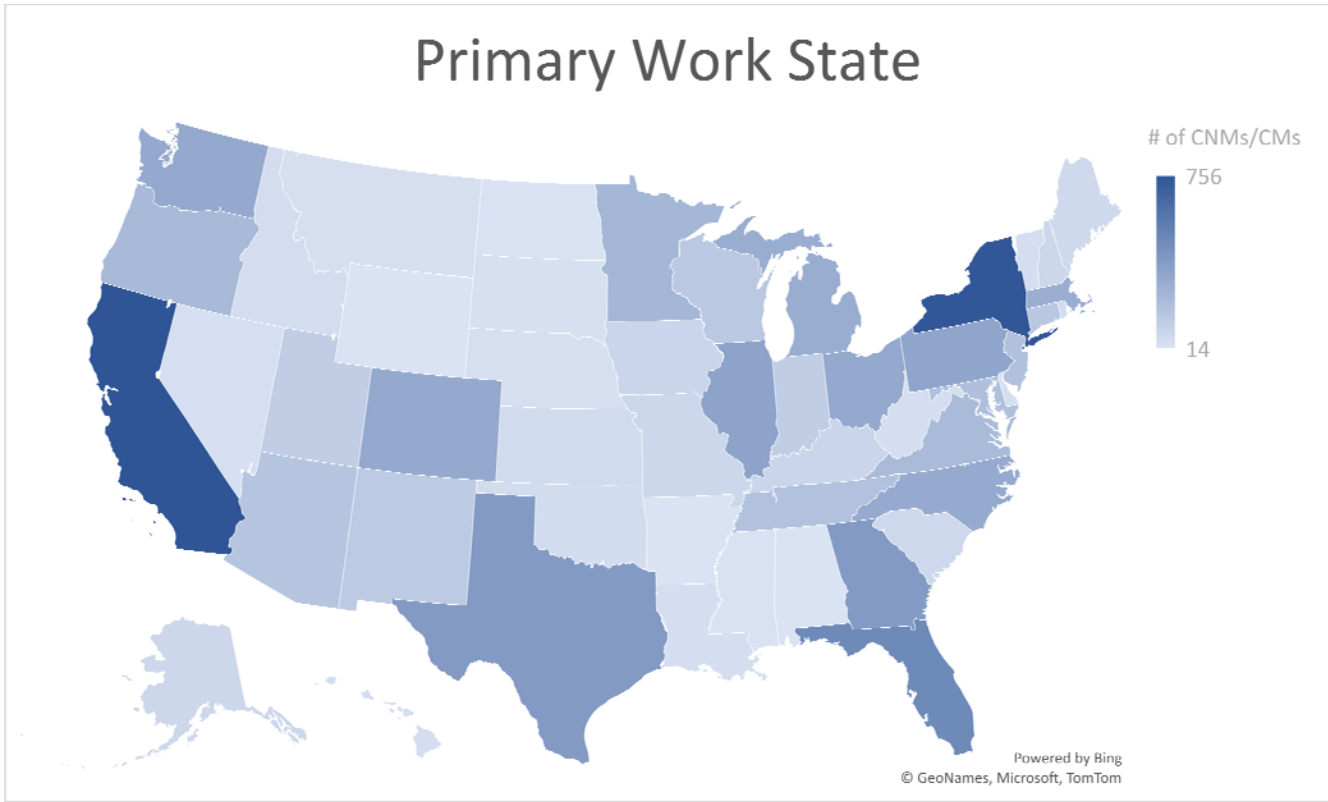 Primary Work State
# of CNMs/CMs
756
14
Powered by Bing
© GeoNames, Microsoft, TomTom